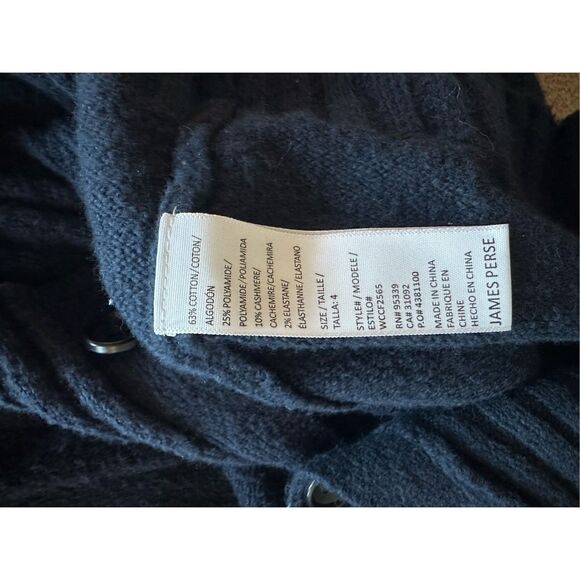 63% COTTON/COTON/
ALGODÓN
25% POLYAMIDE/
POLYAMIDE/POLIAMIDA
10% CASHMERE/
CACHEMIRE/CACHEMIRA
2% ELASTANE/
ÉLASTHANNE/ELASTANO
SIZE/TAILLE/
TALLA:4
STYLE#/MODELE/
ESTILO#
WCCF2565
RN# 95339
CA# 31092
P.O# 4381100
MADE IN CHINA
FABRIQUE EN
CHINE
HECHO EN CHINA
JAMES PERSE